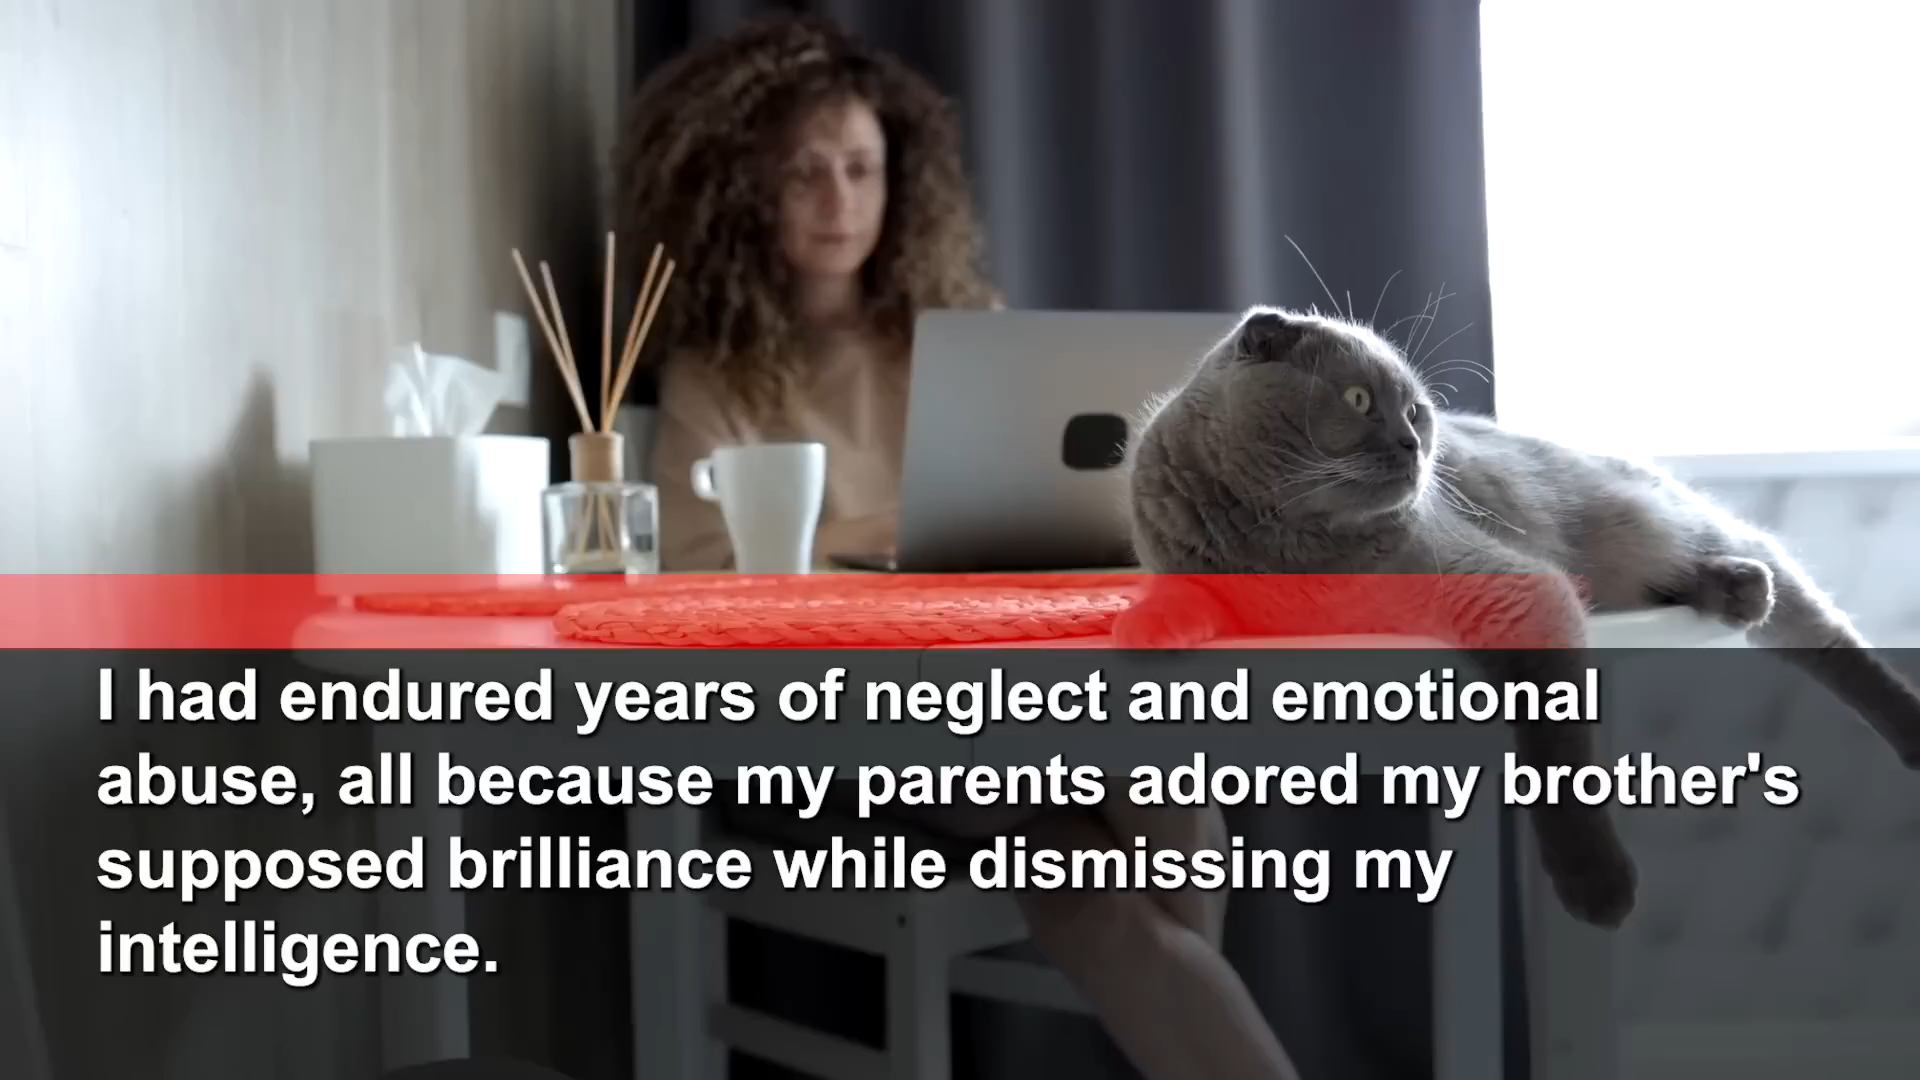 I had endured years of neglect and emotional
abuse, all because my parents adored my brother's
supposed brilliance while dismissing my
intelligence.